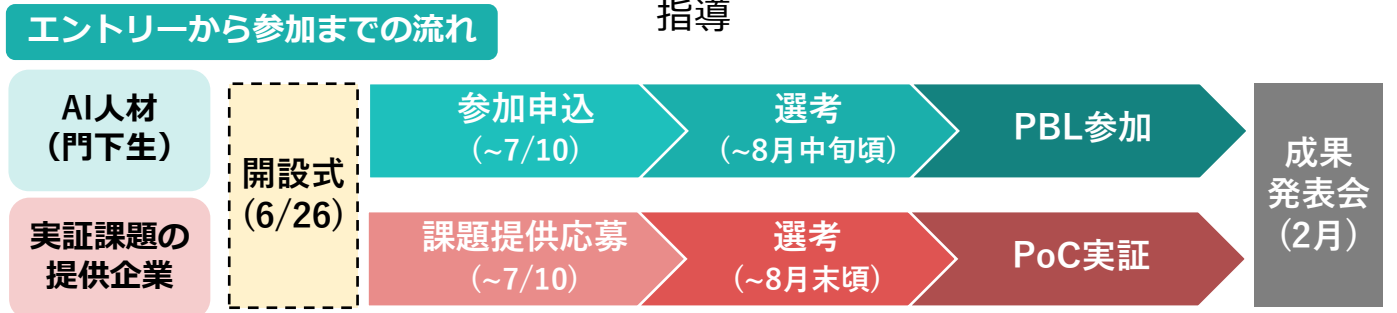 指導
エントリーから参加までの流れ
AI人材
（門下生）
実証課題の
提供企業
開設式
(6/26)
参加申込
(~7/10)
選考
(~8月中旬頃)
PBL参加
課題提供応募
(~7/10)
選考
(~8月末頃)
PoC実証
成果
発表会
(2月)